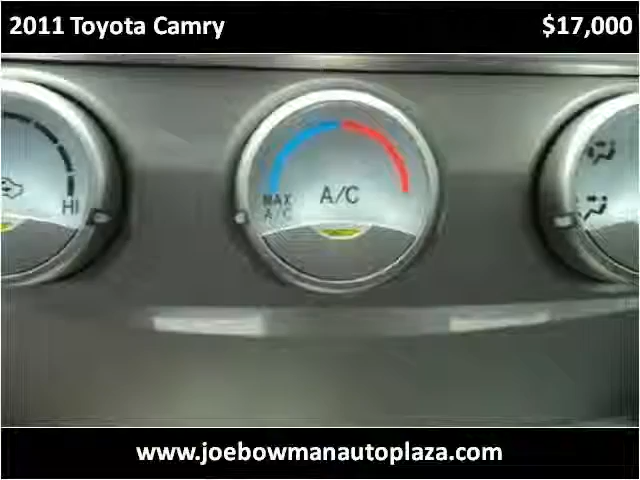 2011 Toyota Camry $17,000
HI
MAX A/C
A/C
www.joebowmanautoplaza.com